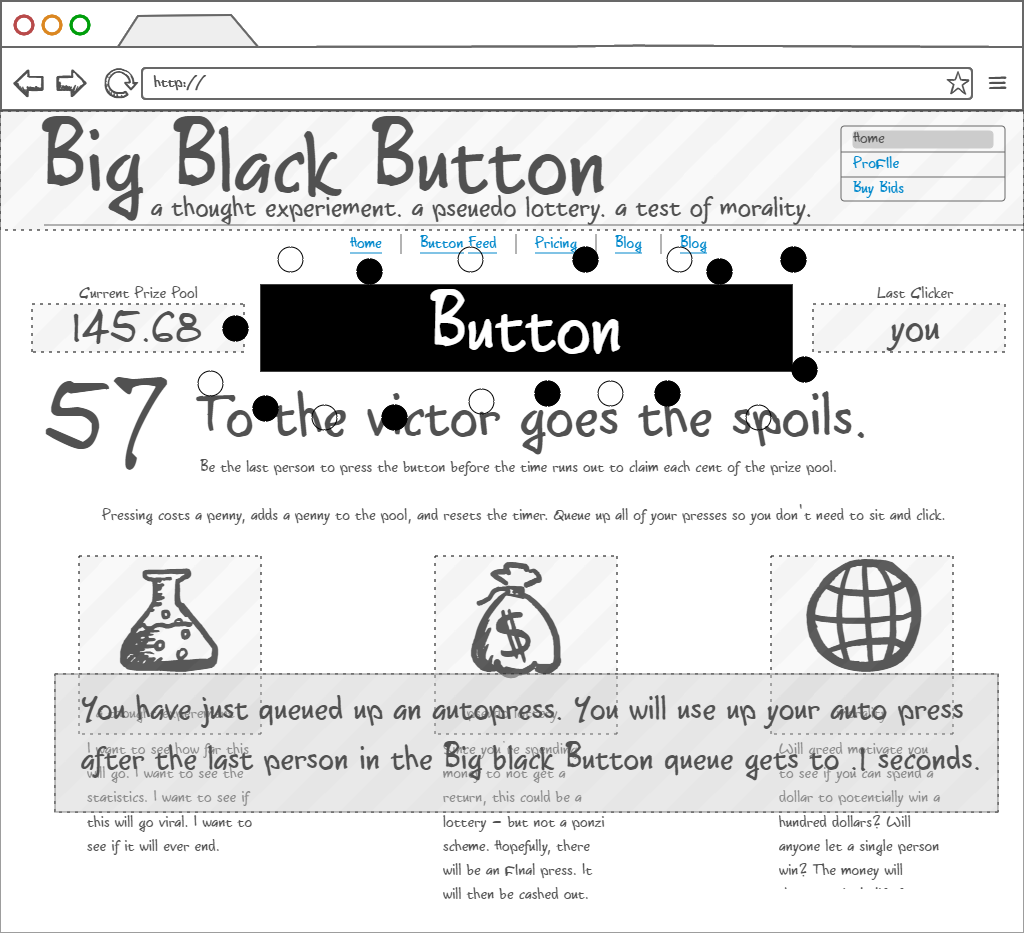 http://
Big Black Button
a thought experiement. a pseuedo lottery. a test of morality.
Home
Profile
Buy Bids
Home | Button Feed | Pricing | Blog | Blog
Current Prize Pool
145.68
Button
Last Clicker
you
57
To the victor goes the spoils.
Be the last person to press the button before the time runs out to claim each cent of the prize pool.
Pressing costs a penny, adds a penny to the pool, and resets the timer. Queue up all of your presses so you don't need to sit and click.
You have just queued up an autopress. You will use up your auto press
after the last person in the Big black Button queue gets to .1 seconds.
I want to see how far this
will go. I want to see the
statistics. I want to see if
this will go viral. I want to
see if it will ever end.
Since you're spending
money to not get a
return, this could be a
lottery - but not a ponzi
scheme. Hopefully, there
will be an final press. It
will then be cashed out.
Will greed motivate you
to see if you can spend a
dollar to potentially win a
hundred dollars? Will
anyone let a single person
win? The money will